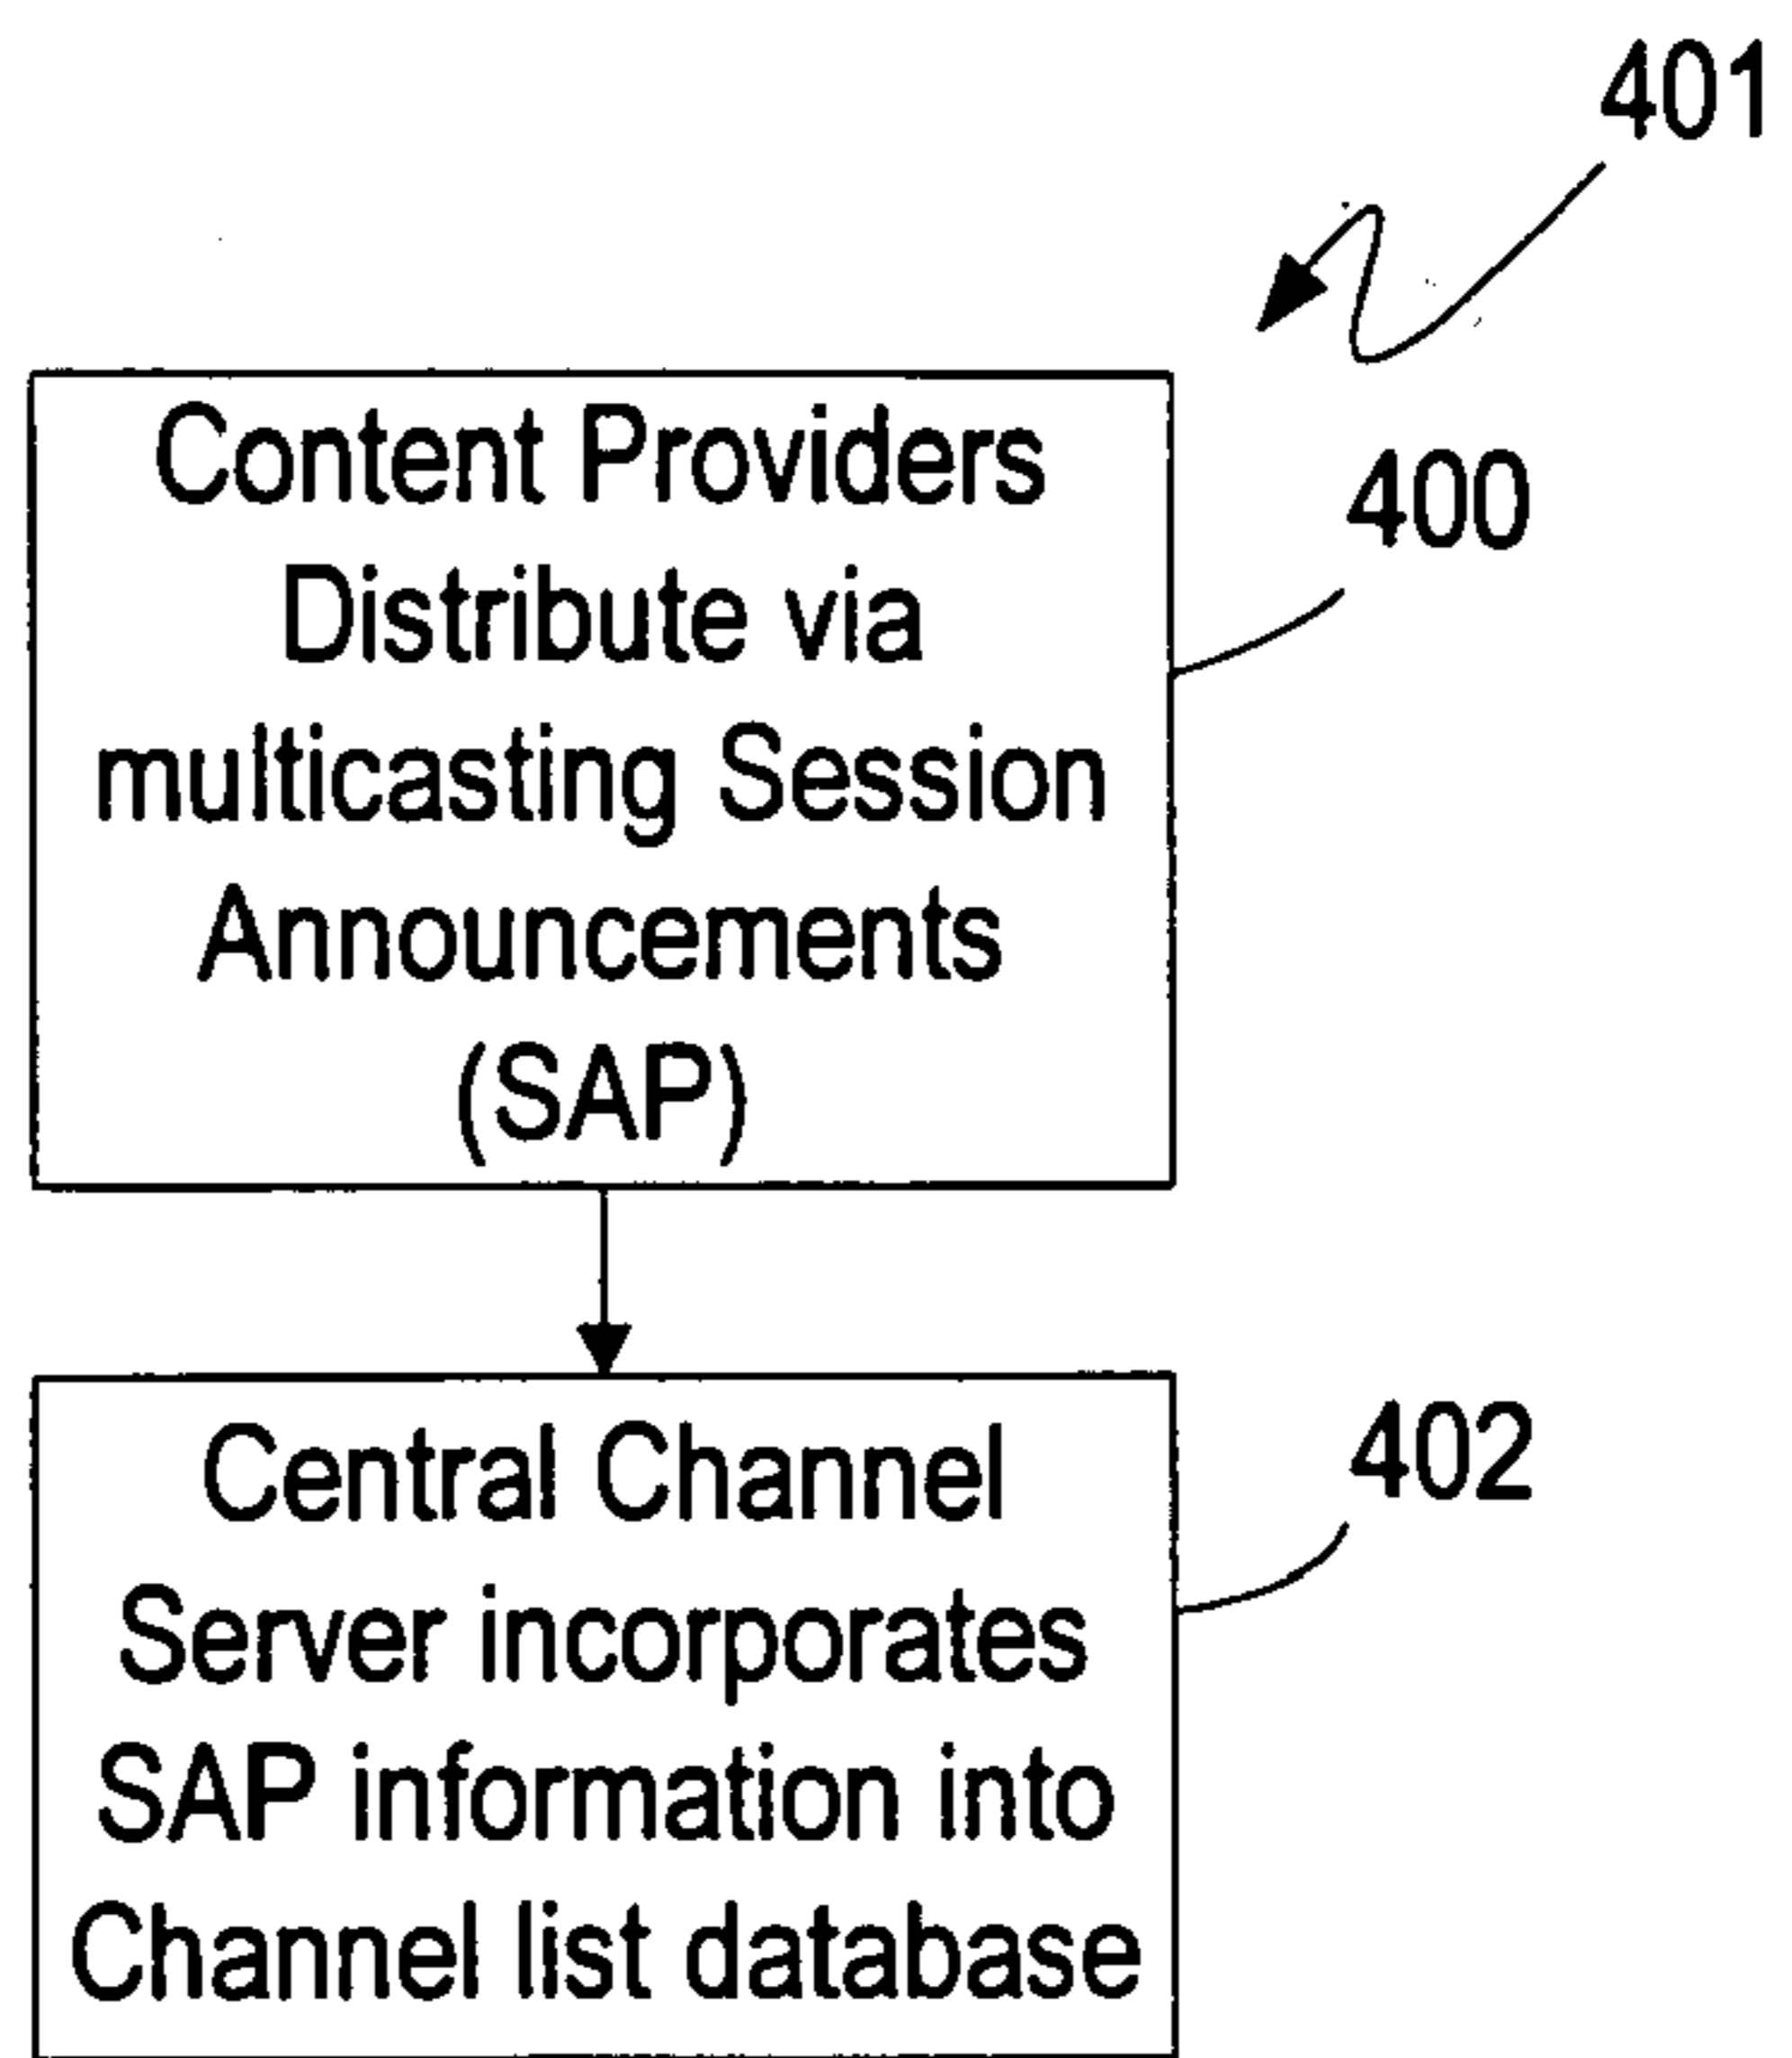 401
Content Providers
Distribute via
multicasting Session
Announcements
(SAP)
400
Central Channel
Server incorporates
SAP information into
Channel list database
402